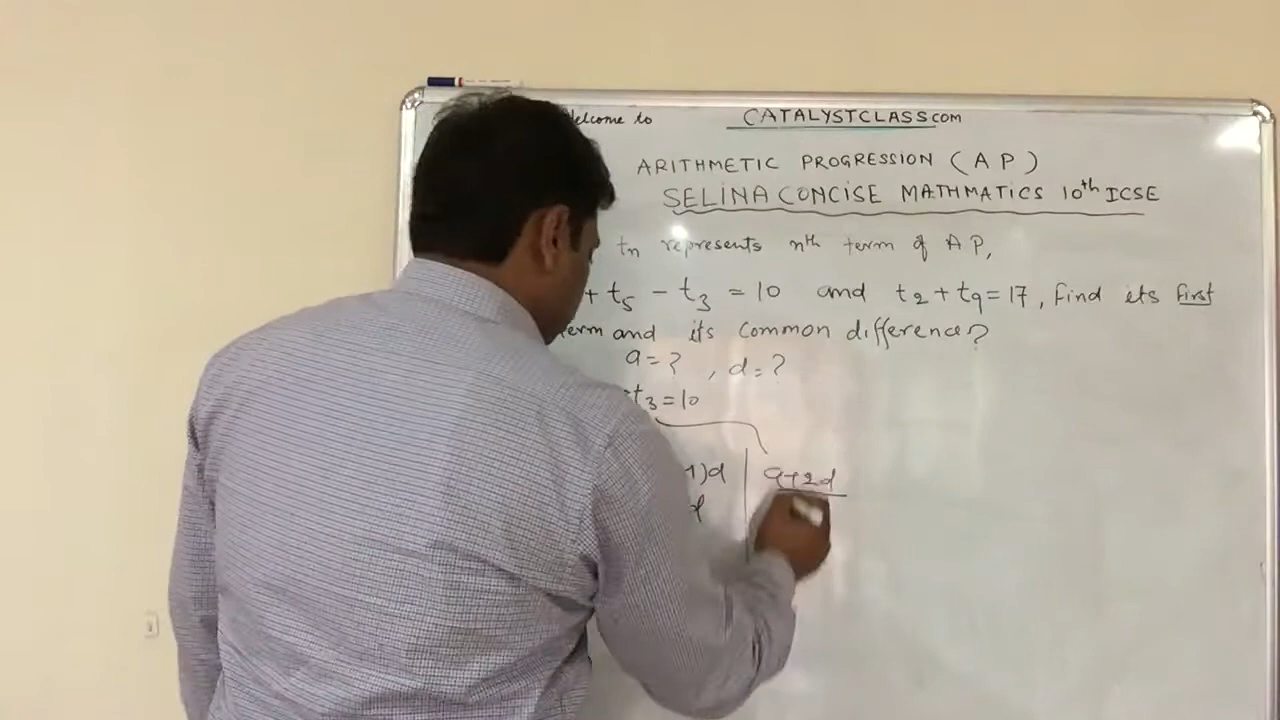 Welcome to CATALYSTCLASS.com
ARITHMETIC PROGRESSION (AP)
SELINA CONCISE MATHMATICS 10th ICSE
tn represents nth term of AP,
+ t5 - t3 = 10 and t2 + t9 = 17, find its first
term and its common difference?
a = ? , d = ?
t3 = 10
1)d a+2d
d